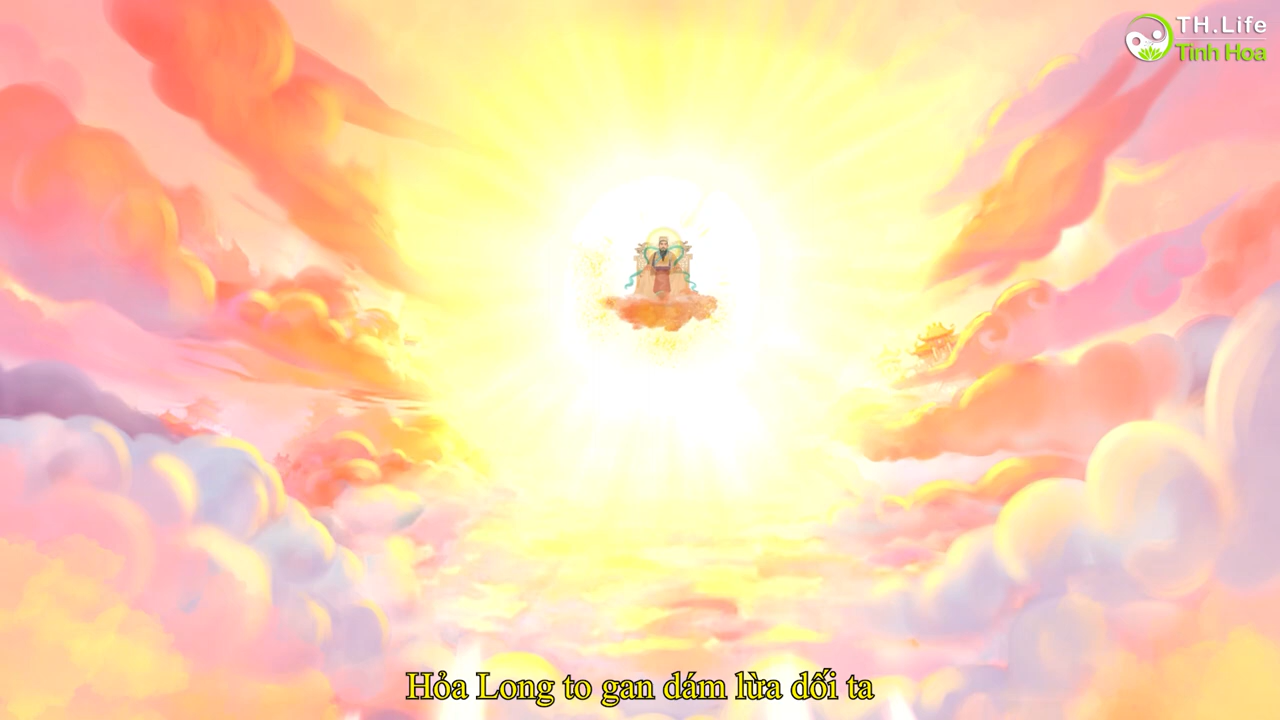 TH.Life
Tinh Hoa
Hỏa Long to gan dám lừa dối ta